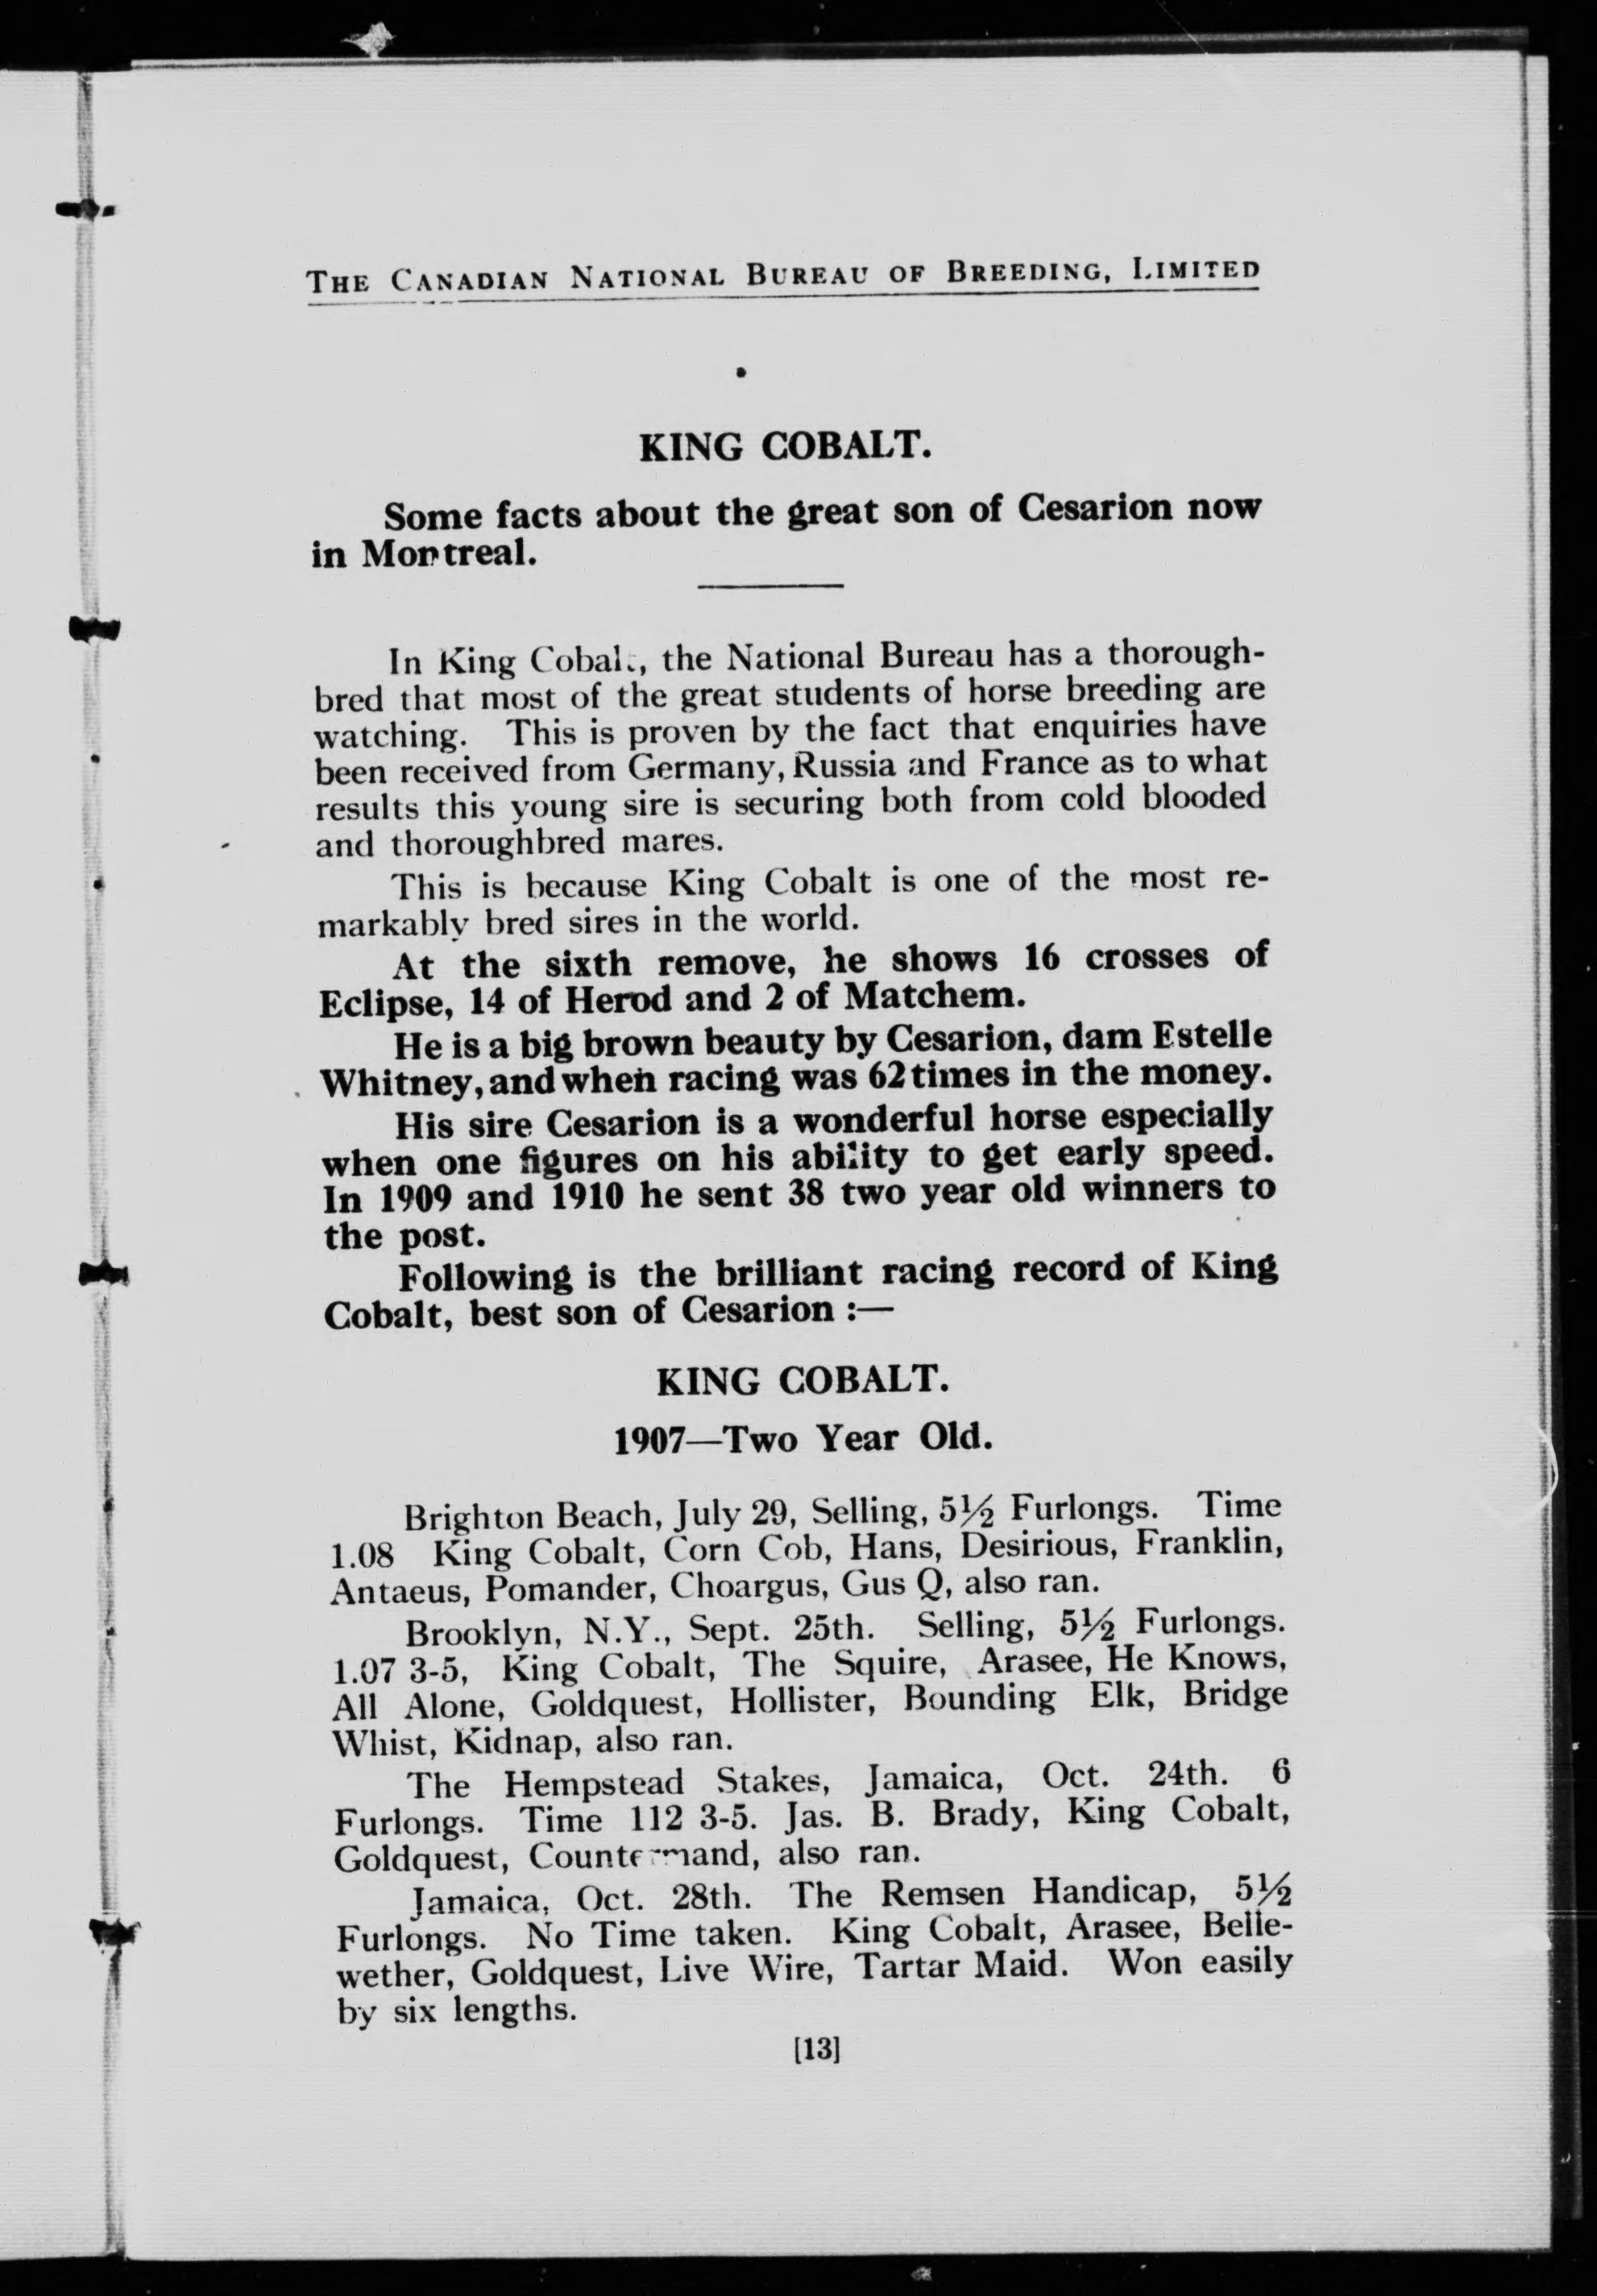 THE CANADIAN NATIONAL BUREAU OF BREEDING, LIMITED
KING COBALT.
Some facts about the great son of Cesarion now
in Montreal.
In King Cobalt, the National Bureau has a thorough-
bred that most of the great students of horse breeding are
watching. This is proven by the fact that enquiries have
been received from Germany, Russia and France as to what
results this young sire is securing both from cold blooded
and thoroughbred mares.
This is because King Cobalt is one of the most re-
markably bred sires in the world.
At the sixth remove, he shows 16 crosses of
Eclipse, 14 of Herod and 2 of Matchem.
He is a big brown beauty by Cesarion, dam Estelle
Whitney, and when racing was 62 times in the money.
His sire Cesarion is a wonderful horse especially
when one figures on his ability to get early speed.
In 1909 and 1910 he sent 38 two year old winners to
the post.
Following is the brilliant racing record of King
Cobalt, best son of Cesarion :—
KING COBALT.
1907—Two Year Old.
Brighton Beach, July 29, Selling, 5½ Furlongs. Time
1.08 King Cobalt, Corn Cob, Hans, Desirious, Franklin,
Antaeus, Pomander, Choargus, Gus Q, also ran.
Brooklyn, N.Y., Sept. 25th. Selling, 5½ Furlongs.
1.07 3-5, King Cobalt, The Squire, Arasee, He Knows,
All Alone, Goldquest, Hollister, Bounding Elk, Bridge
Whist, Kidnap, also ran.
The Hempstead Stakes, Jamaica, Oct. 24th. 6
Furlongs. Time 112 3-5. Jas. B. Brady, King Cobalt,
Goldquest, Countermand, also ran.
Jamaica, Oct. 28th. The Remsen Handicap, 5½
Furlongs. No Time taken. King Cobalt, Arasee, Belle-
wether, Goldquest, Live Wire, Tartar Maid. Won easily
by six lengths.
[13]